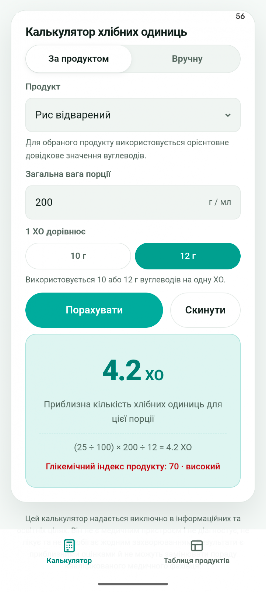 56
Калькулятор хлібних одиниць
За продуктом
Вручну
Продукт
Рис відварений
Для обраного продукту використовується орієнтовне
довідкове значення вуглеводів.
Загальна вага порції
200
г / мл
1 ХО дорівнює
10 г
12 г
Використовується 10 або 12 г вуглеводів на одну ХО.
Порахувати
Скинути
4.2 ХО
Приблизна кількість хлібних одиниць для
цієї порції
(25 ÷ 100) × 200 ÷ 12 = 4.2 ХО
Глікемічний індекс продукту: 70 · високий
Цей калькулятор надається виключно в інформаційних та
Калькулятор
Таблиця продуктів